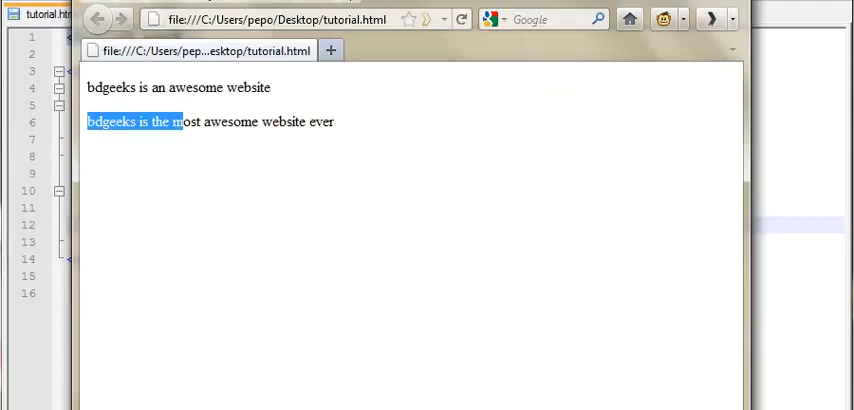 file:///C:/Users/pepo/Desktop/tutorial.html
Google
tutorial.ht
file:///C:/Users/pep...esktop/tutorial.html
bdgeeks is an awesome website
bdgeeks is the most awesome website ever
1
2
3
4
5
6
7
8
9
10
11
12
13
14
15
16